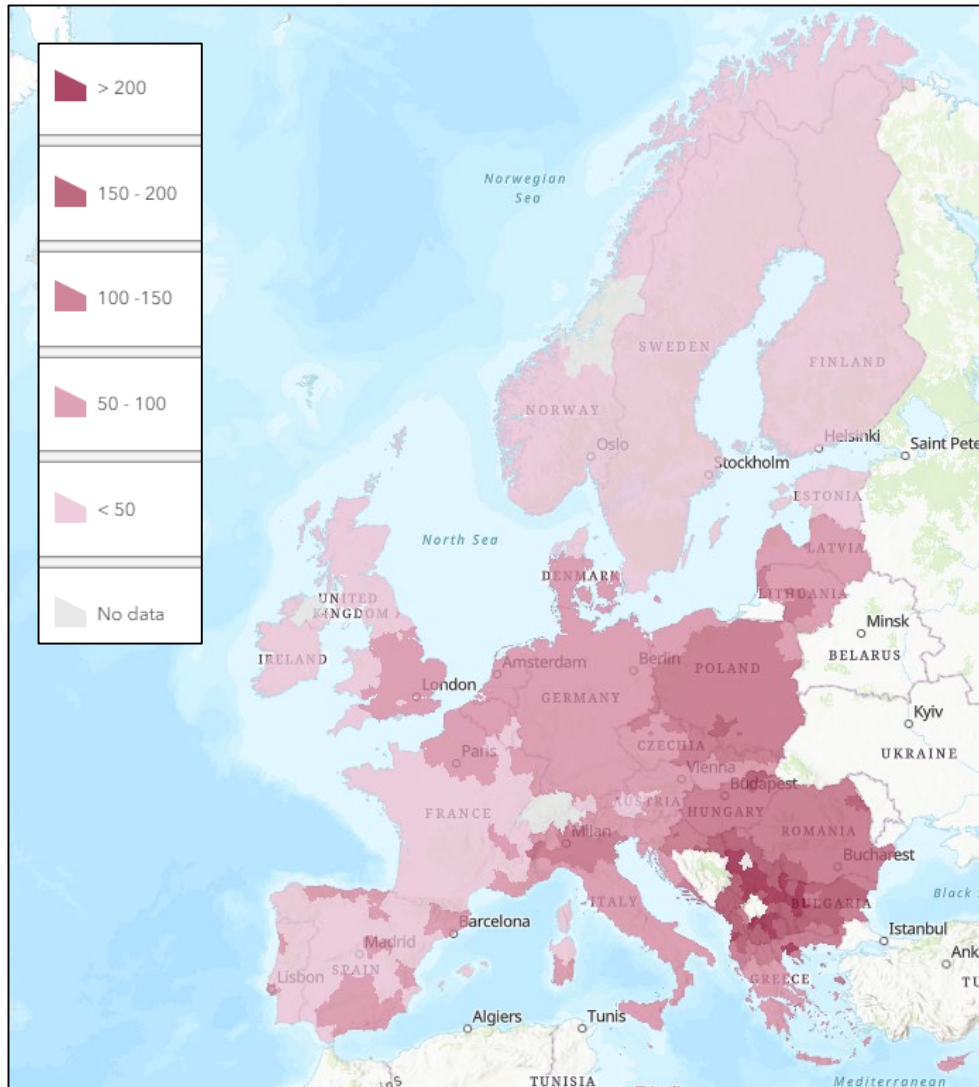 > 200
150 - 200
100 -150
50 - 100
< 50
No data
Norwegian
Sea
SWEDEN
FINLAND
NORWAY
Oslo
Helsinki
Saint Pete
Stockholm
ESTONIA
North Sea
LATVIA
DENMARK
LITHUANIA
UN
UNITED
KINGDOM
Minsk
IRELAND
BELARUS
Amsterdam
Berlin
POLAND
London
GERMANY
Kyiv
Paris
CZECHIA
UKRAINE
Vienna
Budapest
AUSTRIA
FRANCE
HUNGARY
Milan
ROMANIA
Bucharest
ITALY
Black
BULGARIA
Barcelona
Istanbul
Madrid
Anka
Lisbon
SPAIN
GREECE
TU
Algiers
Tunis
TUNISIA
Mediterranean